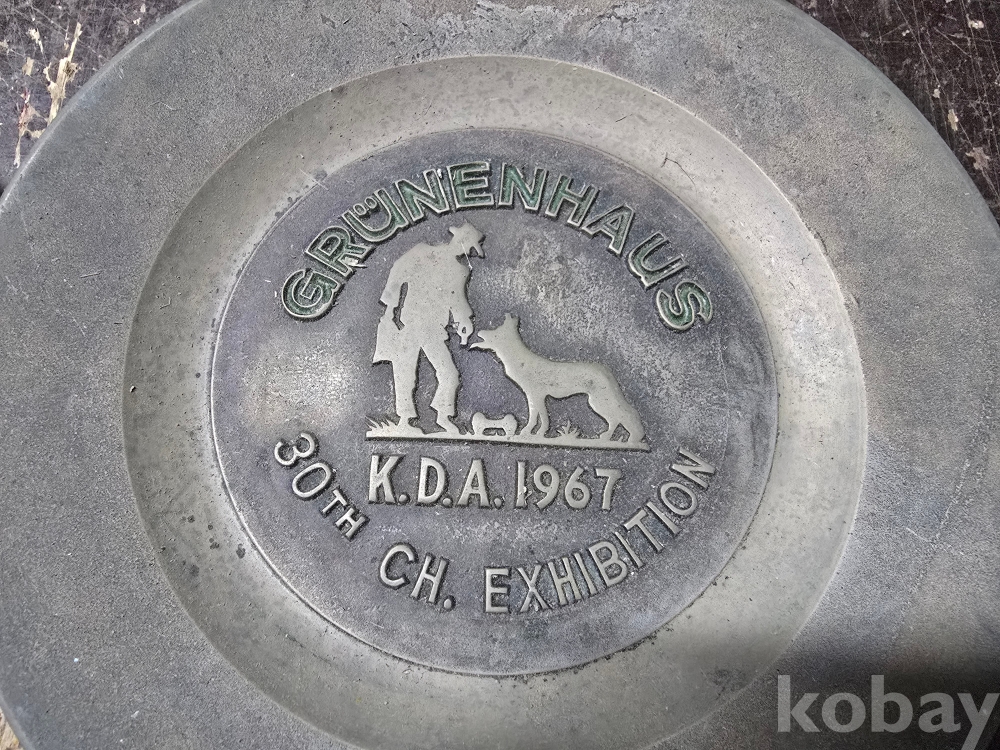 GRÜNENHAUS
K.D.A. 1967
30TH CH. EXHIBITION
kobay